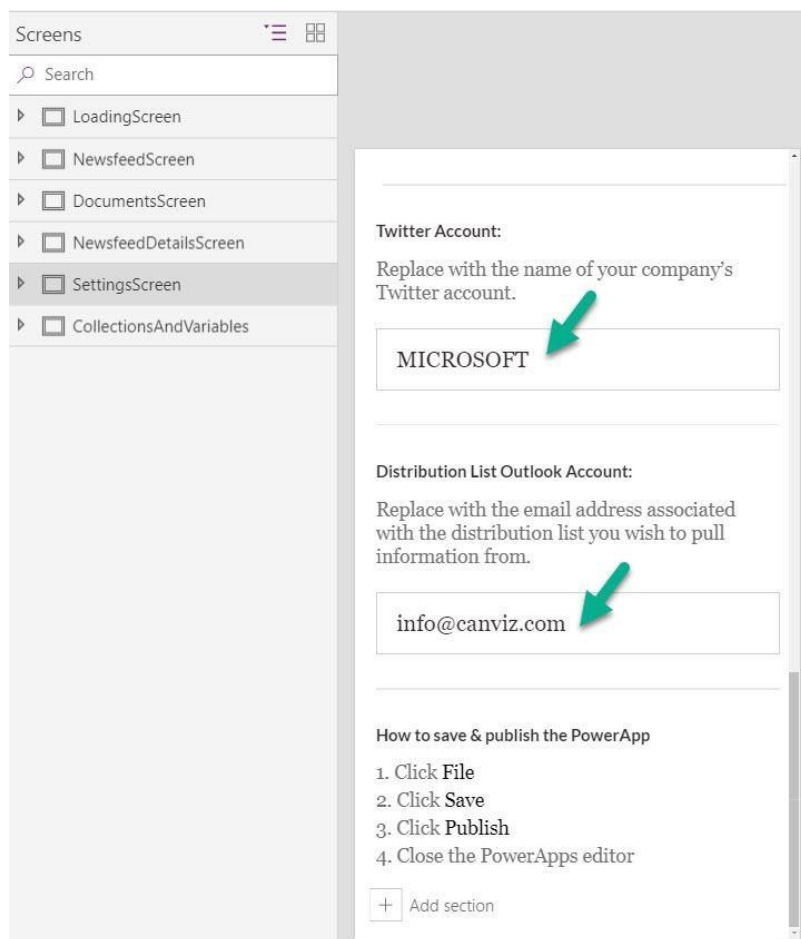 Screens
Search
LoadingScreen
NewsfeedScreen
DocumentsScreen
NewsfeedDetailsScreen
SettingsScreen
CollectionsAndVariables
Twitter Account:
Replace with the name of your company’s
Twitter account.
MICROSOFT
Distribution List Outlook Account:
Replace with the email address associated
with the distribution list you wish to pull
information from.
info@canviz.com
How to save & publish the PowerApp
1. Click File
2. Click Save
3. Click Publish
4. Close the PowerApps editor
Add section